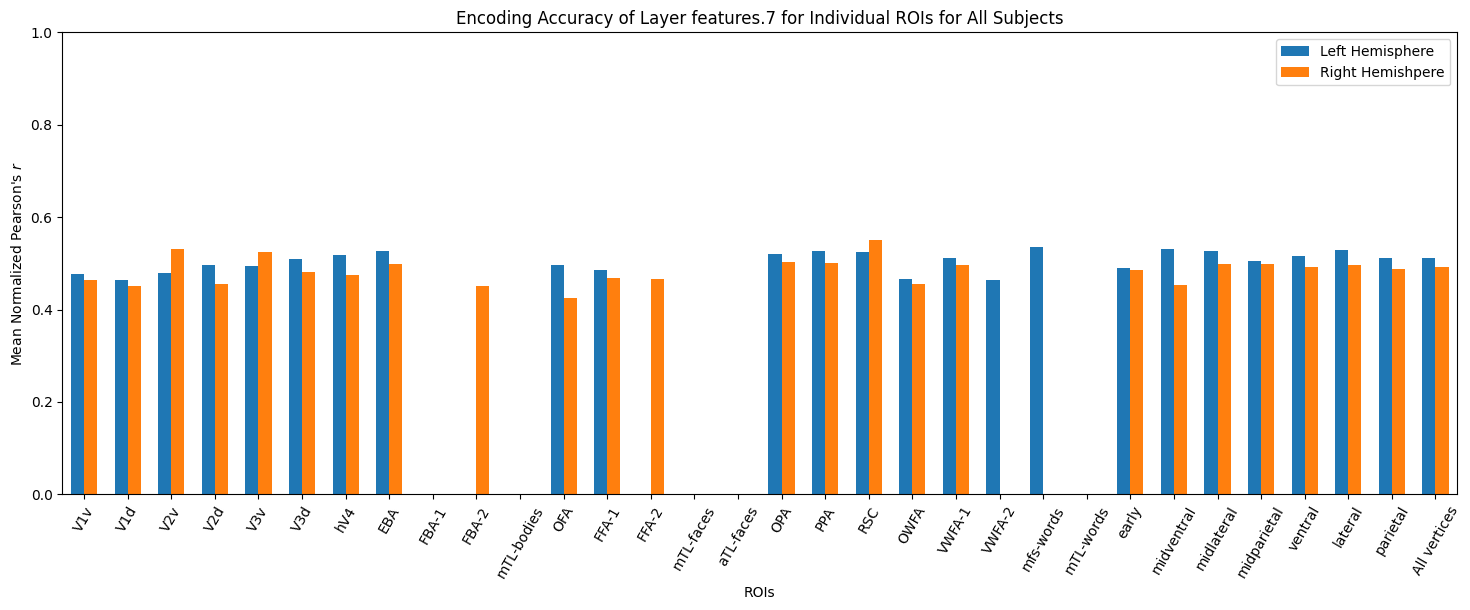 Encoding Accuracy of Layer features.7 for Individual ROIs for All Subjects
Left Hemisphere
Right Hemishpere
Mean Normalized Pearson's r
1.0
0.8
0.6
0.4
0.2
0.0
V1v
V1d
V2v
V2d
V3v
V3d
hV4
EBA
FBA-1
FBA-2
mTL-bodies
OFA
FFA-1
FFA-2
mTL-faces
aTL-faces
OPA
PPA
RSC
OWFA
VWFA-1
VWFA-2
mfs-words
mTL-words
early
midventral
midlateral
midparietal
ventral
lateral
parietal
All vertices
ROIs